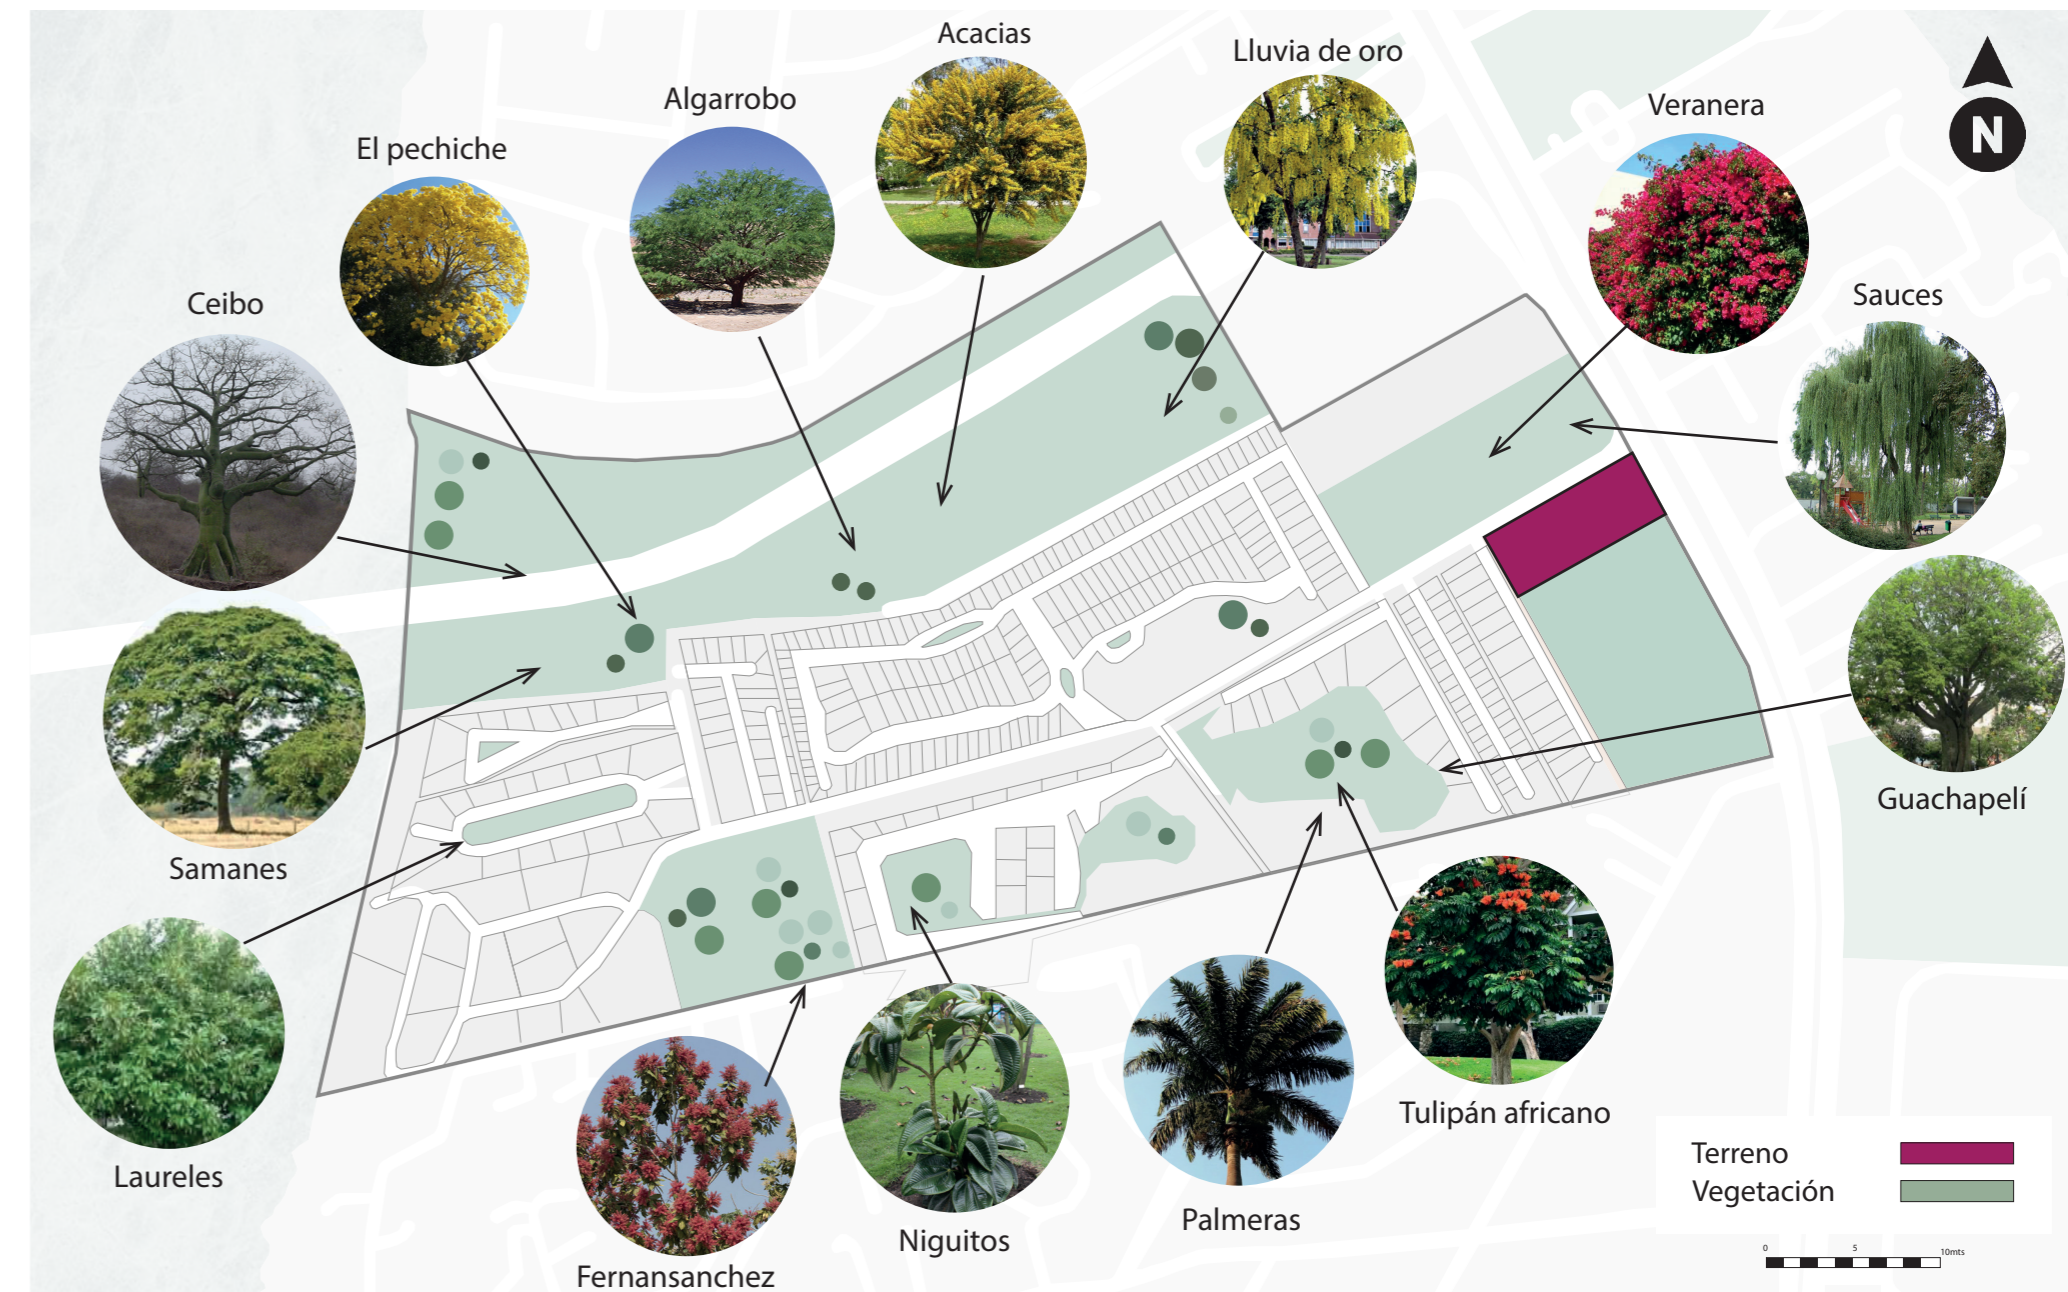 Acacias
Lluvia de oro
Algarrobo
Veranera
El pechiche
N
Ceibo
Sauces
Guachapelí
Samanes
Laureles
Tulipán africano
Palmeras
Niguitos
Fernansanchez
Terreno
Vegetación
0 5 10mts